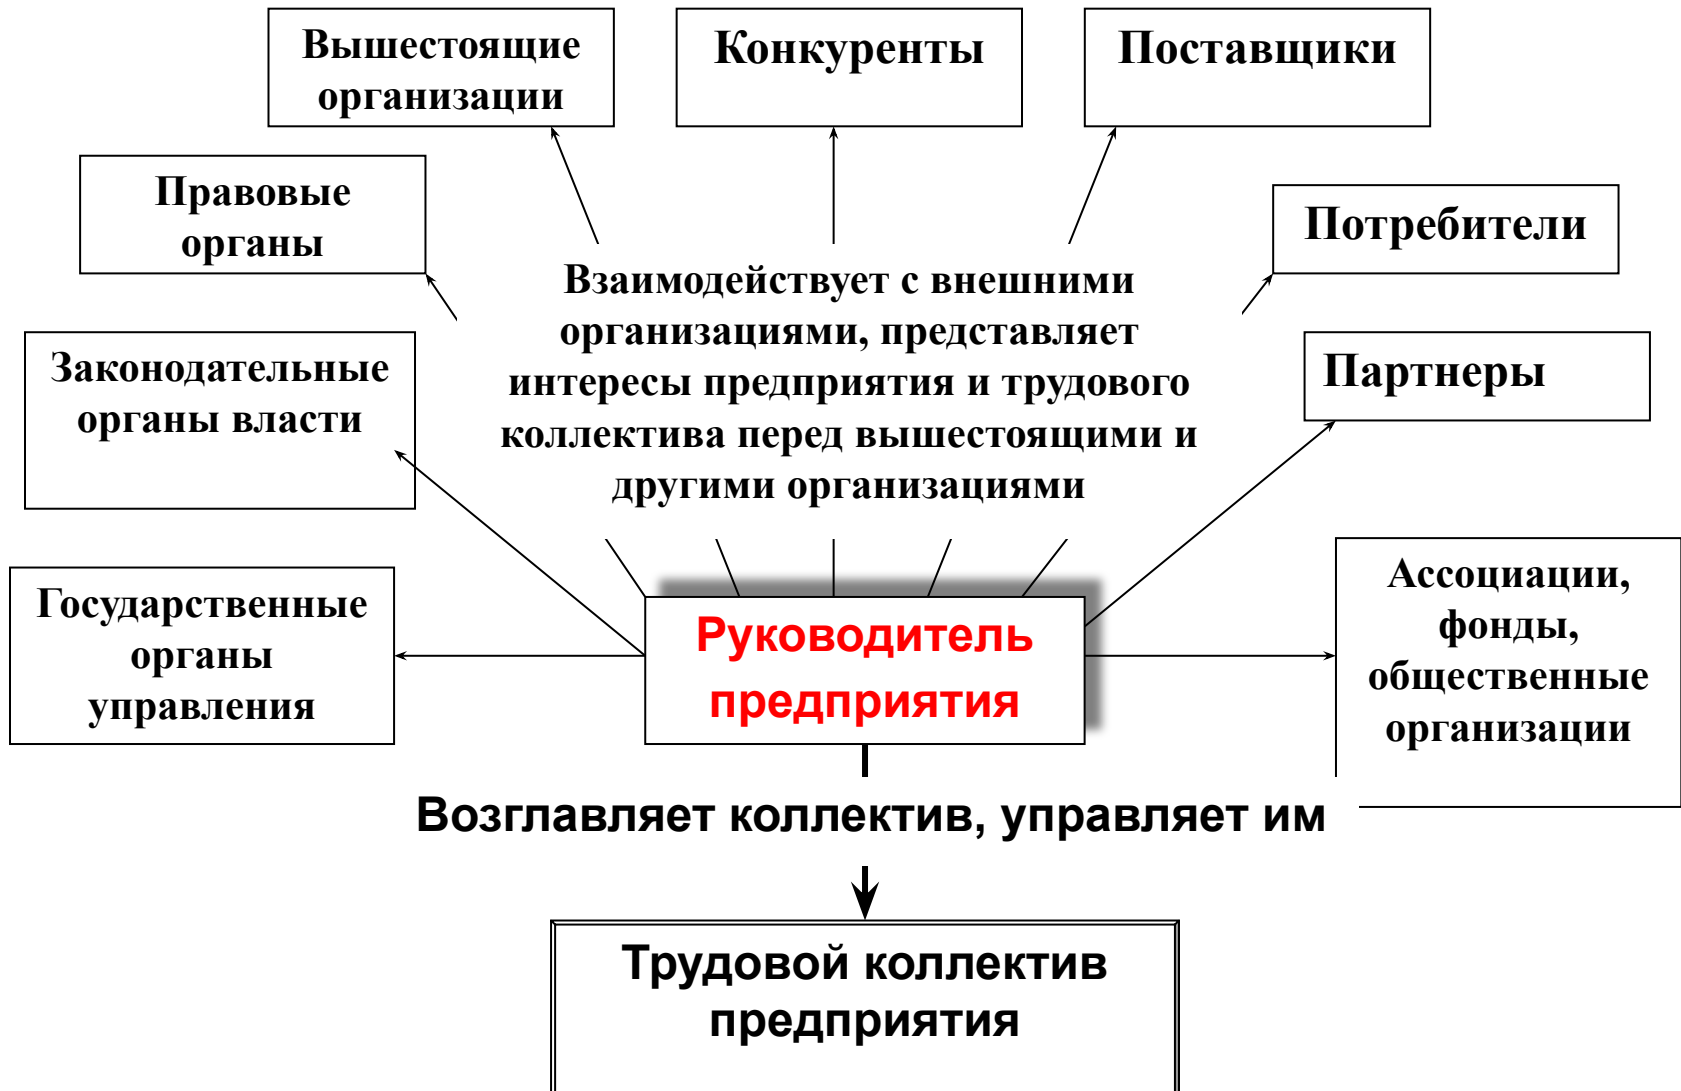 Вышестоящие
организации
Конкуренты
Поставщики
Правовые
органы
Потребители
Взаимодействует с внешними
организациями, представляет
интересы предприятия и трудового
коллектива перед вышестоящими и
другими организациями
Законодательные
органы власти
Партнеры
Государственные
органы
управления
Руководитель
предприятия
Ассоциации,
фонды,
общественные
организации
Возглавляет коллектив, управляет им
Трудовой коллектив
предприятия